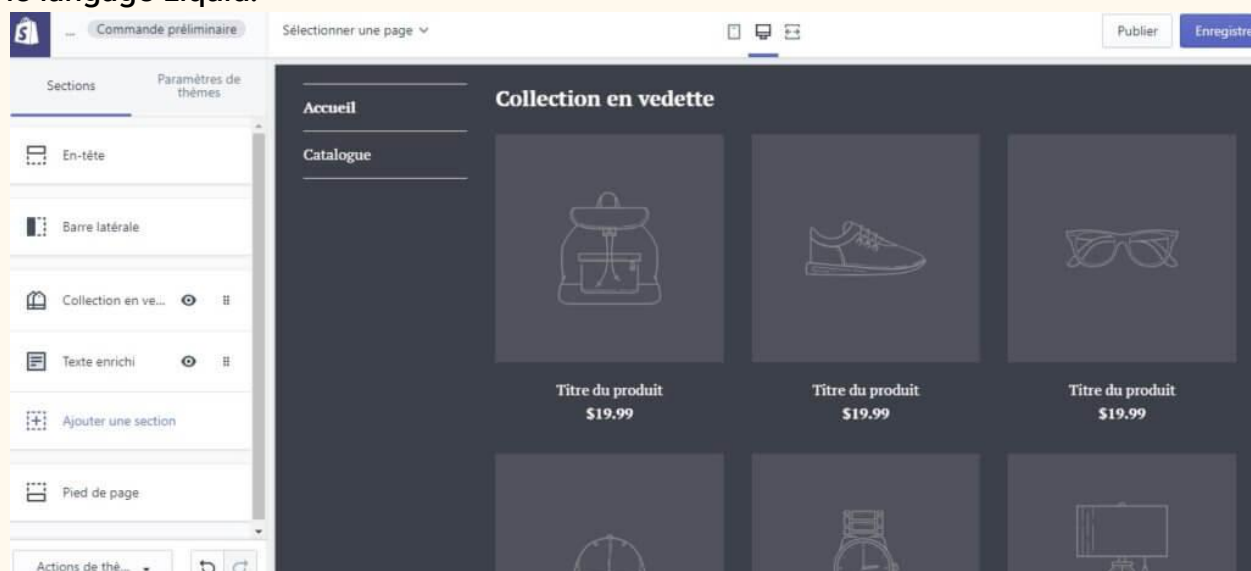 le langage Liquid.
... Commande préliminaire
Sélectionner une page
Publier
Enregistre
Sections
Paramètres de
thèmes
En-tête
Barre latérale
Collection en ve...
Texte enrichi
Ajouter une section
Pied de page
Actions de thè...
Accueil
Catalogue
Collection en vedette
Titre du produit
$19.99
Titre du produit
$19.99
Titre du produit
$19.99